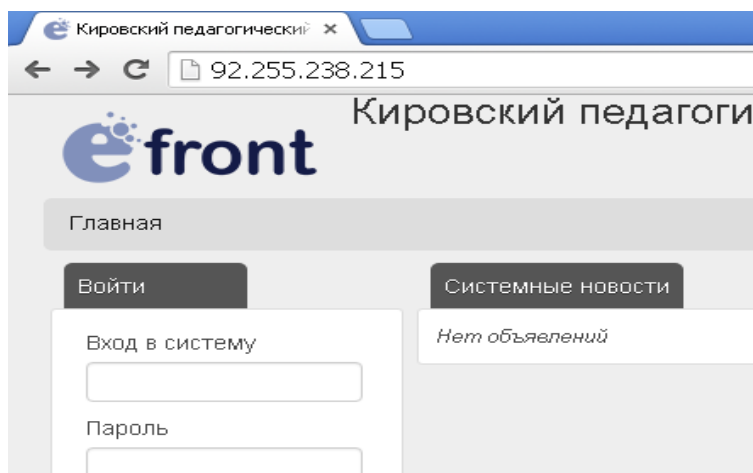 Кировский педагогический
92.255.238.215
efront
Кировский педагоги
Главная
Войти
Системные новости
Вход в систему
Нет объявлений
Пароль